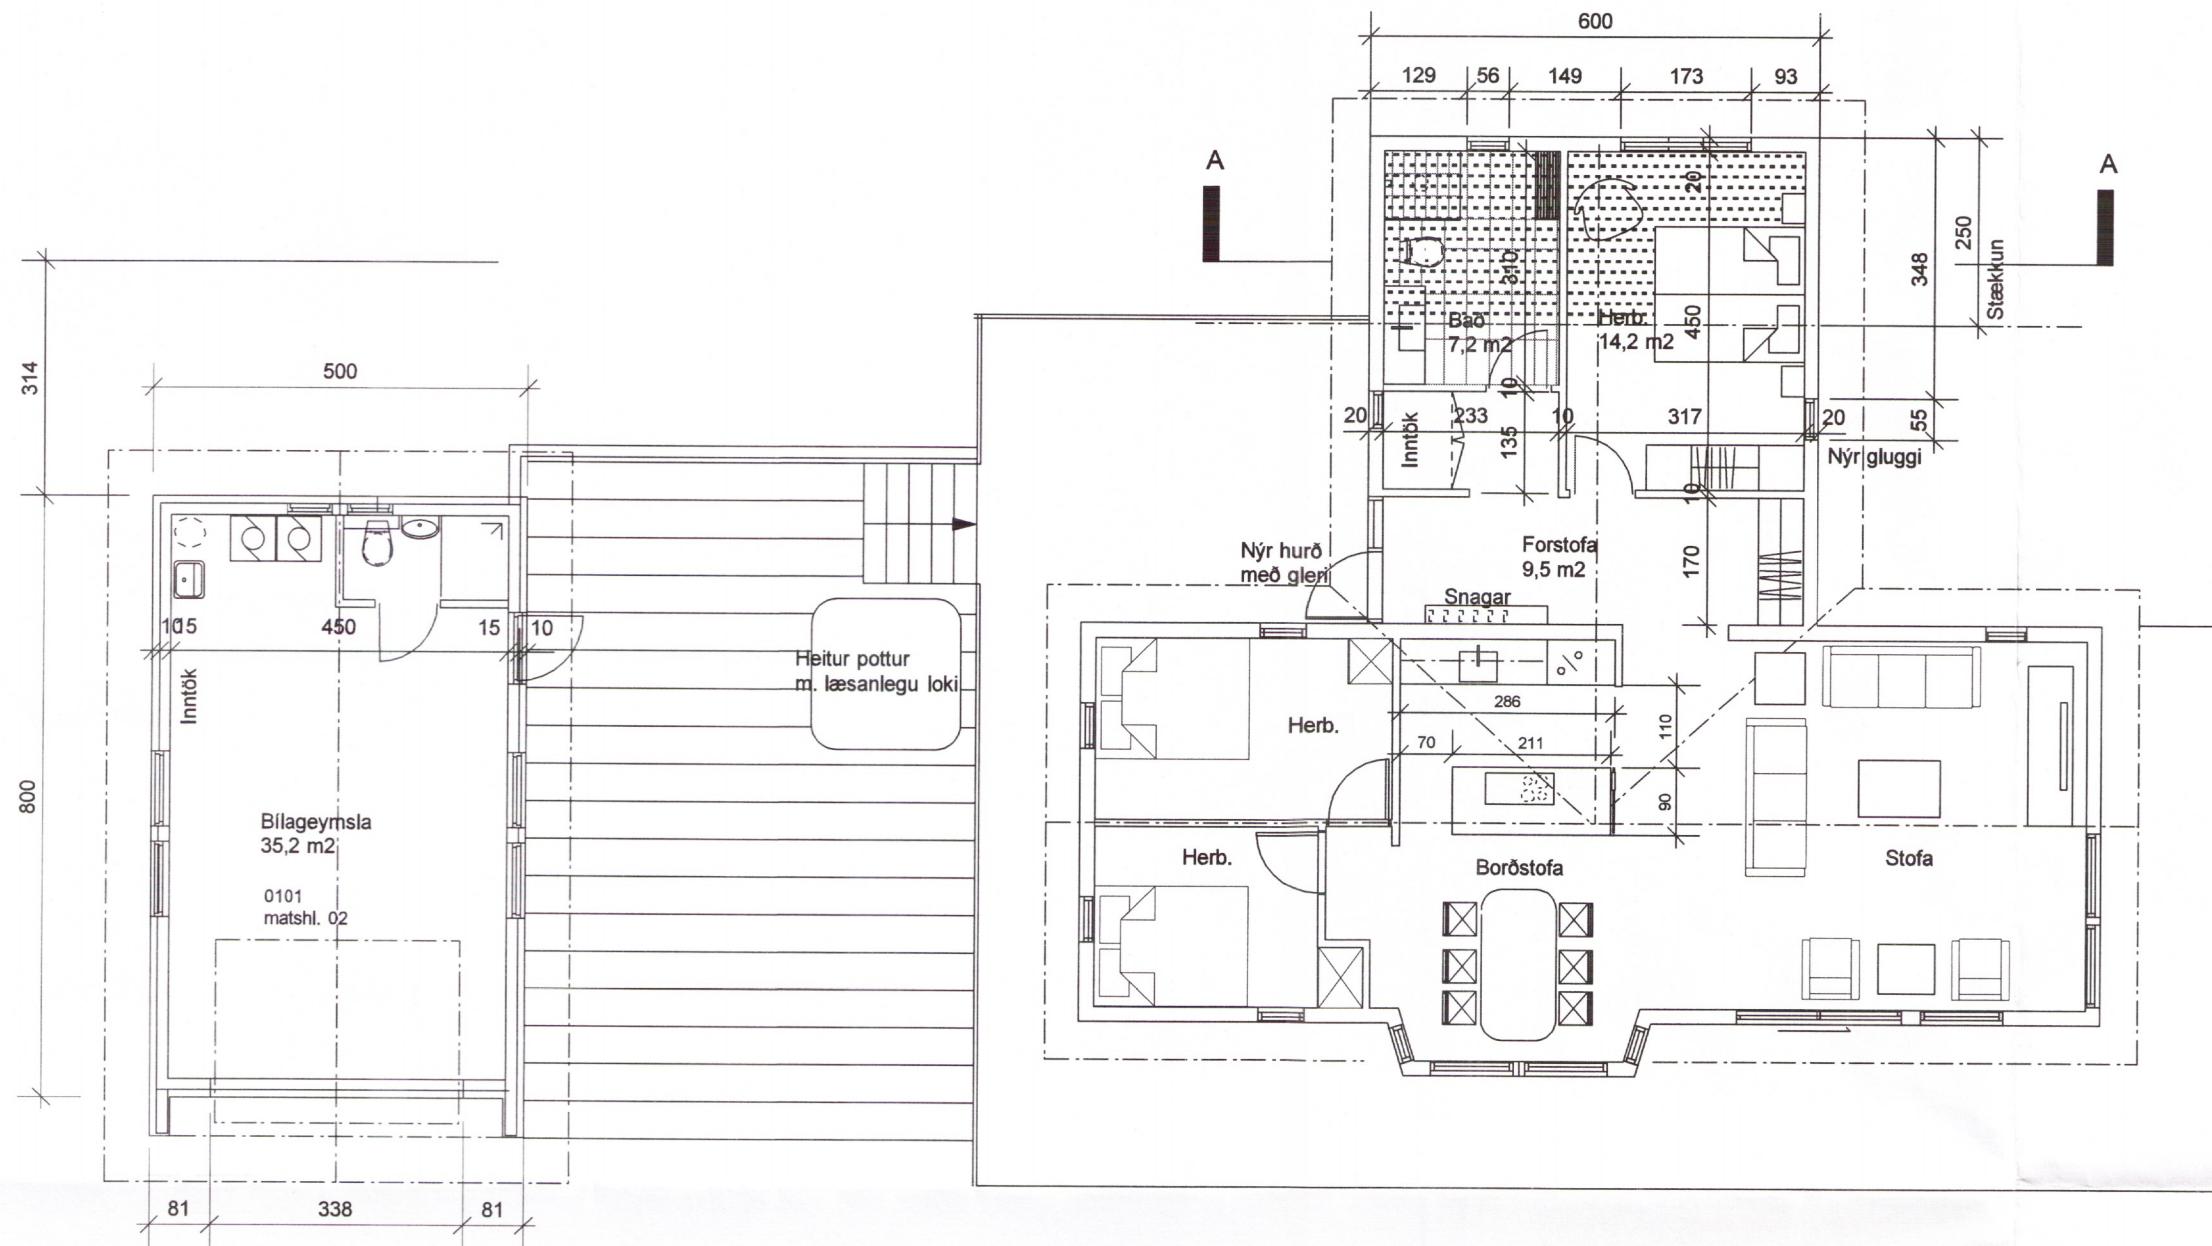 600
129 56 149 173 93
A
A
20
250
348
Stækkun
310
Bað
7,2 m2
Herb.
14,2 m2
450
314
500
10
20 233 10 317 20
55
Inntök
135
Nýr gluggi
10
Nýr hurð
með gleri
Forstofa
9,5 m2
170
Snagar
10 15 450 15 10
Heitur pottur
m. læsanlegu loki
Inntök
Herb.
286
110
70 211
90
800
Bílageymsla
35,2 m2
0101
matshl. 02
Herb.
Borðstofa
Stofa
81 338 81